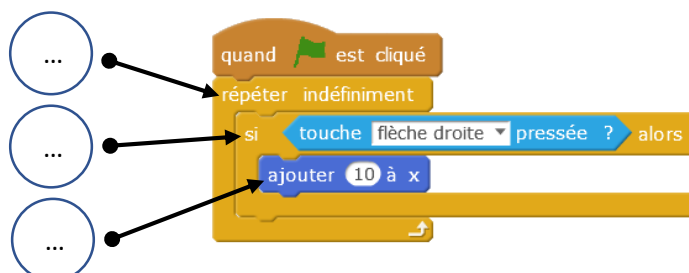 ...
quand est cliqué
répéter indéfiniment
...
si touche flèche droite pressée ? alors
ajouter 10 à x
...